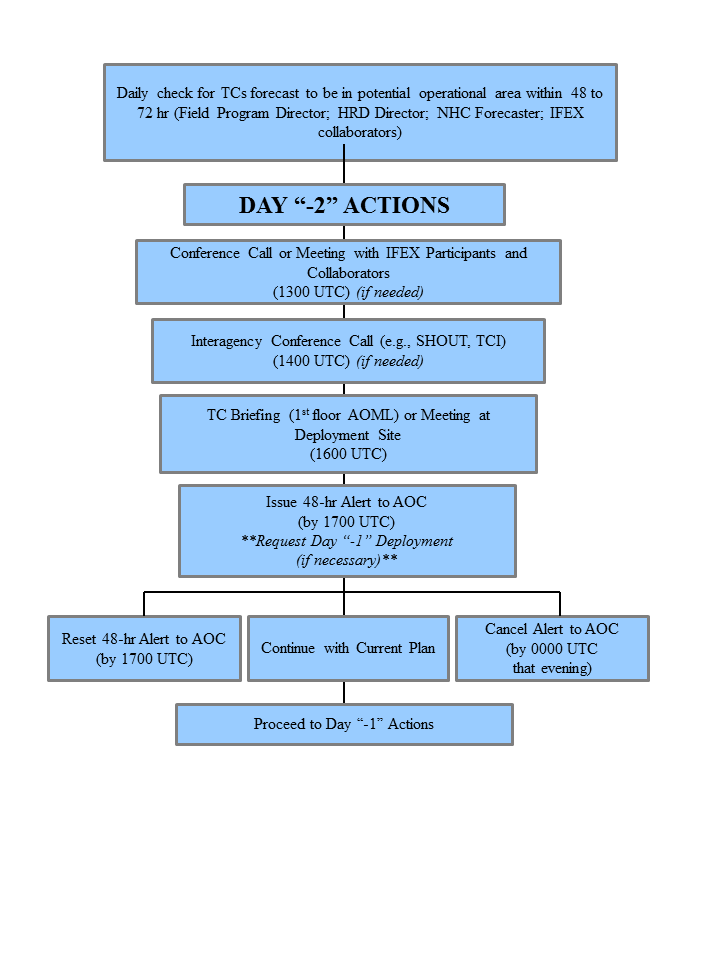 Daily check for TCs forecast to be in potential operational area within 48 to
72 hr (Field Program Director; HRD Director; NHC Forecaster; IFEX
collaborators)
DAY “-2” ACTIONS
Conference Call or Meeting with IFEX Participants and
Collaborators
(1300 UTC) (if needed)
Interagency Conference Call (e.g., SHOUT, TCI)
(1400 UTC) (if needed)
TC Briefing (1st floor AOML) or Meeting at
Deployment Site
(1600 UTC)
Issue 48-hr Alert to AOC
(by 1700 UTC)
**Request Day “-1” Deployment
(if necessary)**
Reset 48-hr Alert to AOC
(by 1700 UTC)
Continue with Current Plan
Cancel Alert to AOC
(by 0000 UTC
that evening)
Proceed to Day “-1” Actions